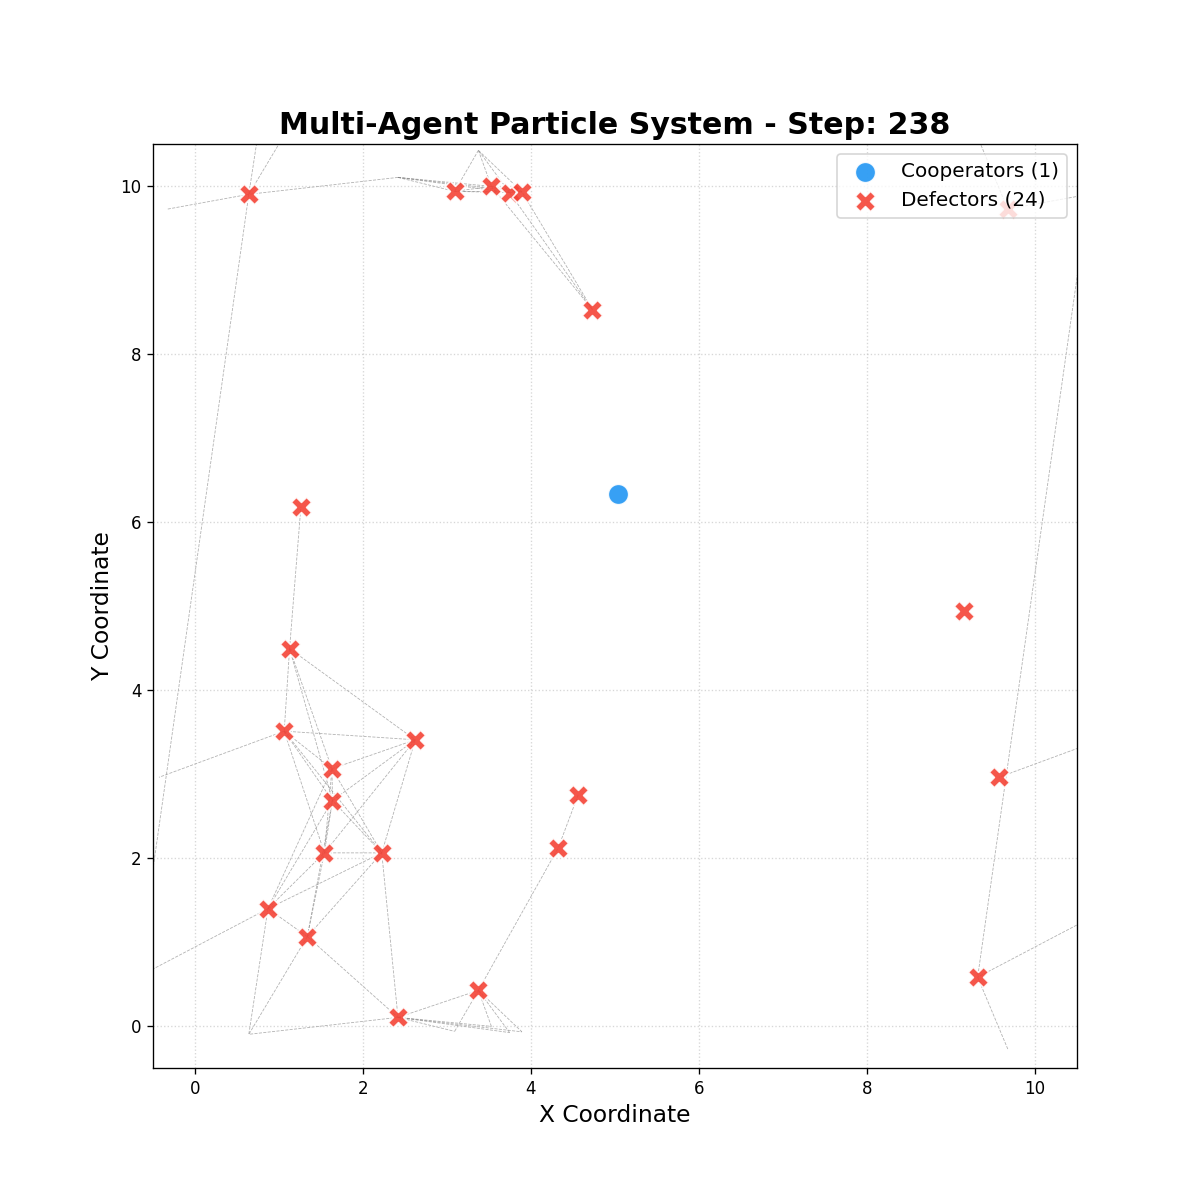 Multi-Agent Particle System - Step: 238
Cooperators (1)
Defectors (24)
10
8
6
4
2
0
Y Coordinate
0 2 4 6 8 10
X Coordinate